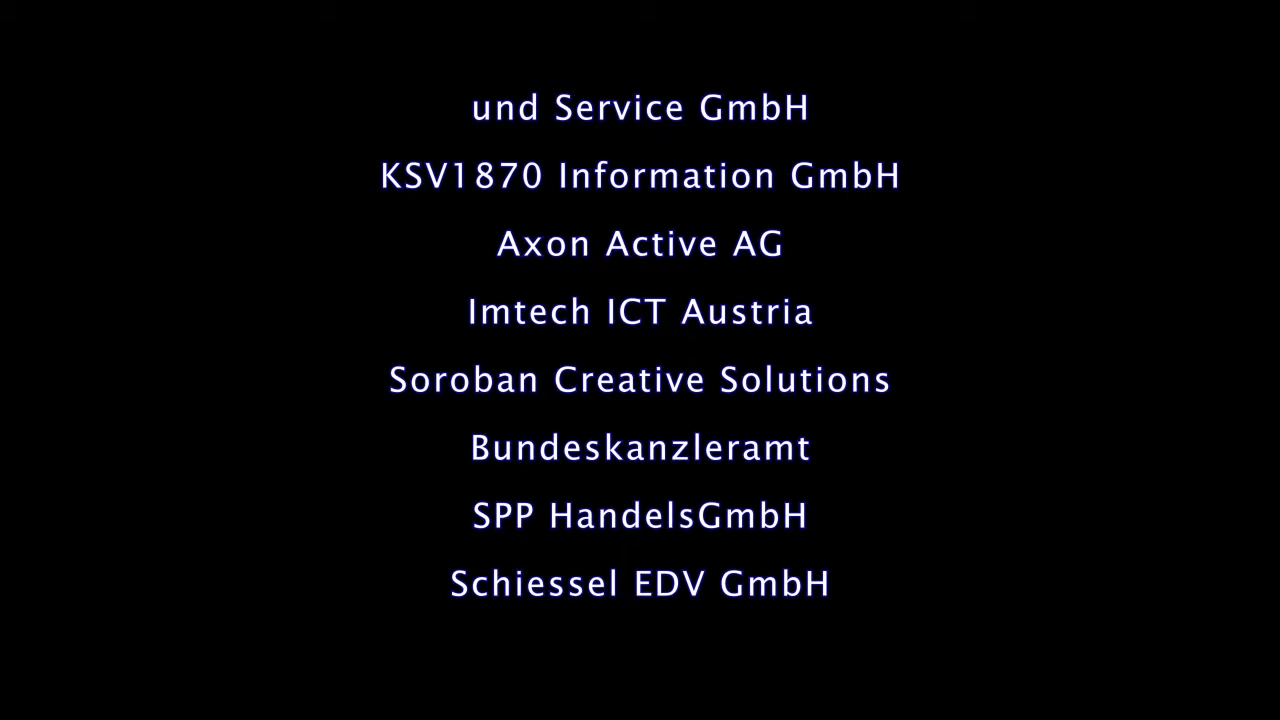 und Service GmbH
KSV1870 Information GmbH
Axon Active AG
Imtech ICT Austria
Soroban Creative Solutions
Bundeskanzleramt
SPP HandelsGmbH
Schiessel EDV GmbH